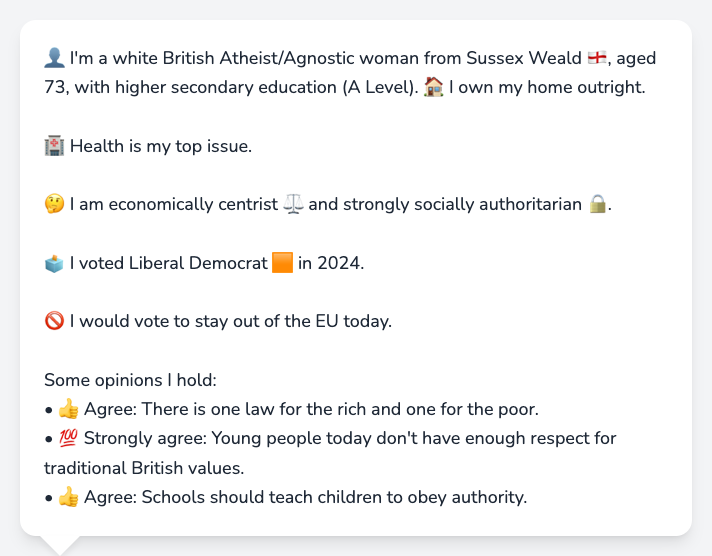 👤 I'm a white British Atheist/Agnostic woman from Sussex Weald 🏴󠁧󠁢󠁥󠁮󠁧󠁿, aged
73, with higher secondary education (A Level). 🏠 I own my home outright.
🏥 Health is my top issue.
🤔 I am economically centrist ⚖️ and strongly socially authoritarian 🔒.
🗳️ I voted Liberal Democrat 🟧 in 2024.
🚫 I would vote to stay out of the EU today.
Some opinions I hold:
• 👍 Agree: There is one law for the rich and one for the poor.
• 💯 Strongly agree: Young people today don't have enough respect for
traditional British values.
• 👍 Agree: Schools should teach children to obey authority.